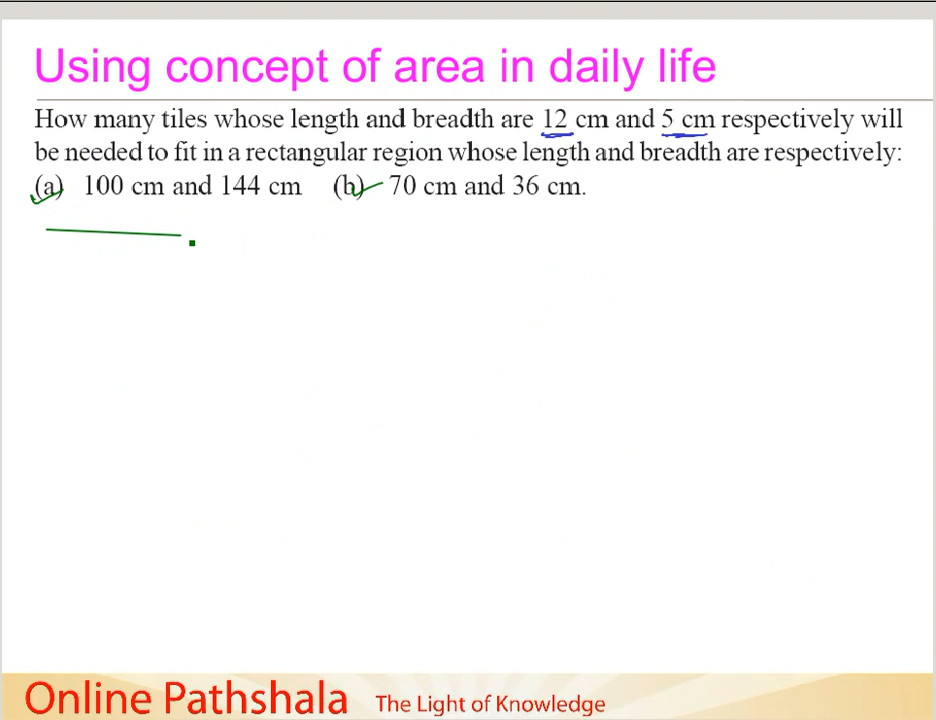 Using concept of area in daily life
How many tiles whose length and breadth are 12 cm and 5 cm respectively will
be needed to fit in a rectangular region whose length and breadth are respectively:
(a) 100 cm and 144 cm (b) 70 cm and 36 cm.
Online Pathshala The Light of Knowledge